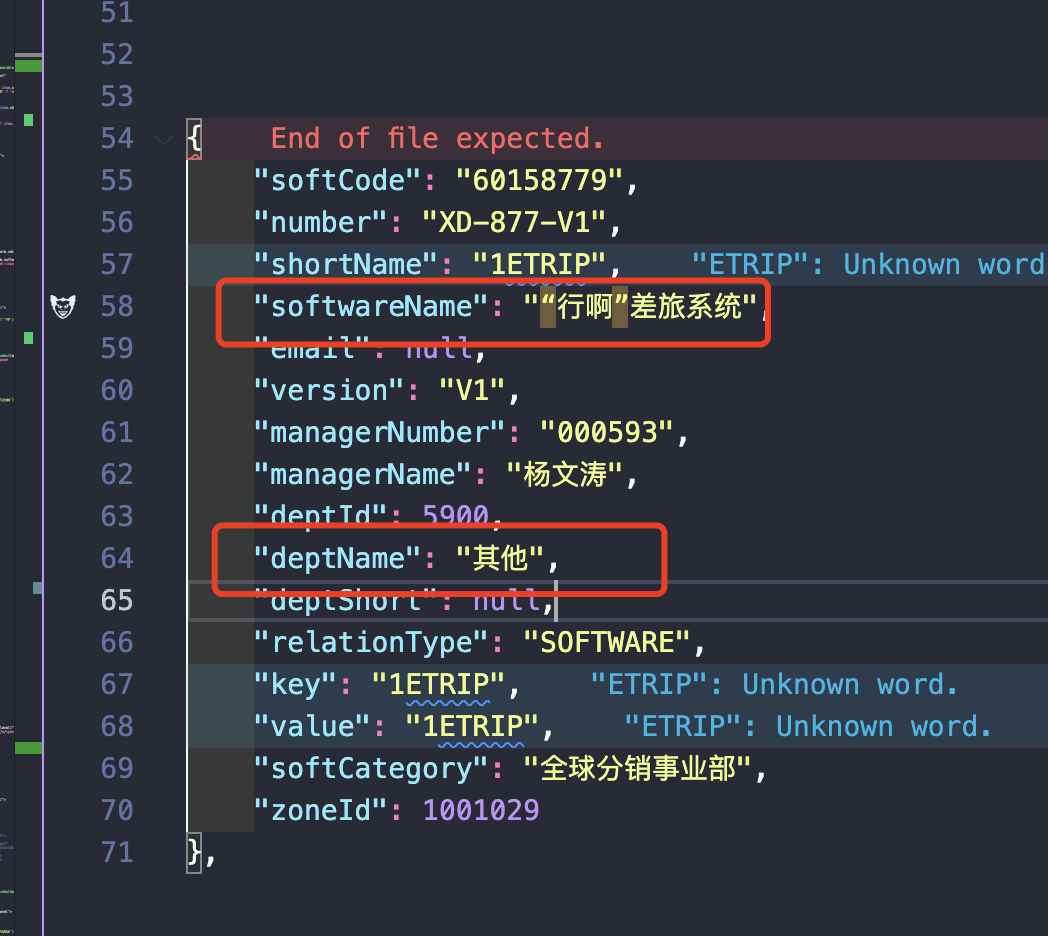 51
52
53
54 { End of file expected.
55 "softCode": "60158779",
56 "number": "XD-877-V1",
57 "shortName": "1ETRIP", "ETRIP": Unknown word
58 "softwareName": "“行啊”差旅系统",
59 "email": null,
60 "version": "V1",
61 "managerNumber": "000593",
62 "managerName": "杨文涛",
63 "deptId": 5900,
64 "deptName": "其他",
65 "deptShort": null,
66 "relationType": "SOFTWARE",
67 "key": "1ETRIP", "ETRIP": Unknown word.
68 "value": "1ETRIP", "ETRIP": Unknown word.
69 "softCategory": "全球分销事业部",
70 "zoneId": 1001029
71 },